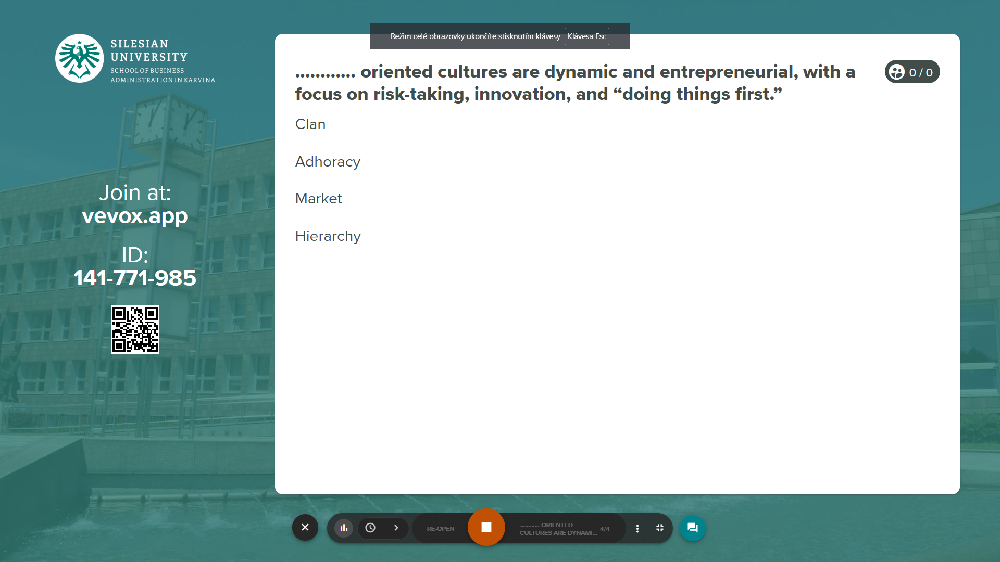 SILESIAN
UNIVERSITY
SCHOOL OF BUSINESS
ADMINISTRATION IN KARVINA
Join at:
vevox.app
ID:
141-771-985
Režim celé obrazovky ukončíte stisknutím klávesy Klávesa Esc
............ oriented cultures are dynamic and entrepreneurial, with a
focus on risk-taking, innovation, and “doing things first.”
0 / 0
Clan
Adhoracy
Market
Hierarchy
RE-OPEN
............ ORIENTED
CULTURES ARE DYNAMI... 4/4